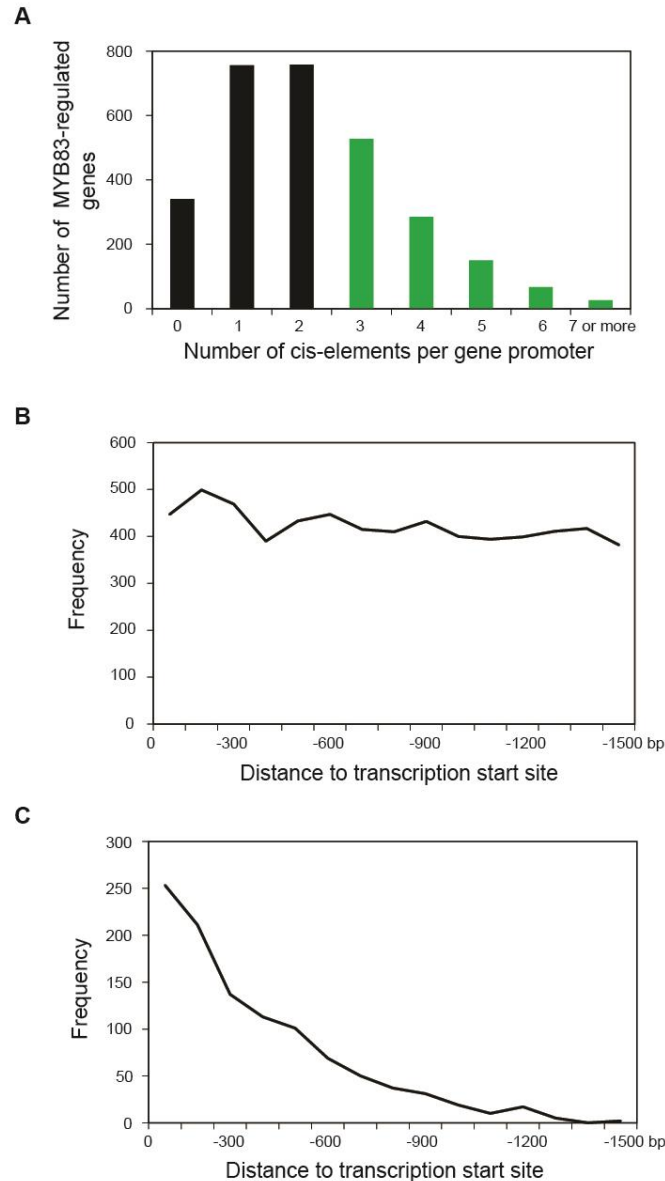 A
Number of MYB83-regulated
genes
800
600
400
200
0
0 1 2 3 4 5 6 7 or more
Number of cis-elements per gene promoter
B
Frequency
600
500
400
300
200
100
0
0 -300 -600 -900 -1200 -1500 bp
Distance to transcription start site
C
Frequency
300
250
200
150
100
50
0
0 -300 -600 -900 -1200 -1500 bp
Distance to transcription start site